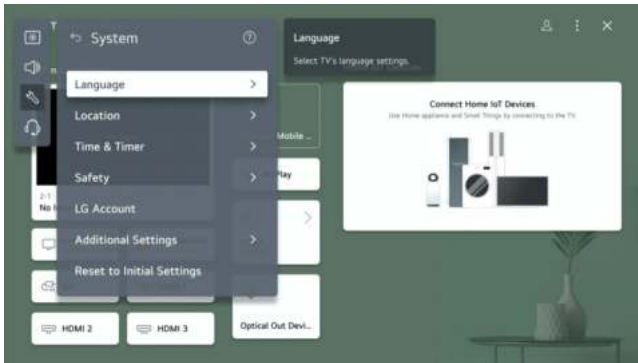 System
Language
Location
Time & Timer
Safety
LG Account
Additional Settings
Reset to Initial Settings
Language
Select TV's language settings.
Mobile ...
Play
HDMI 2
HDMI 3
Optical Out Devi...
Connect Home IoT Devices
Use Home appliance and Smart Things by connecting to the TV.